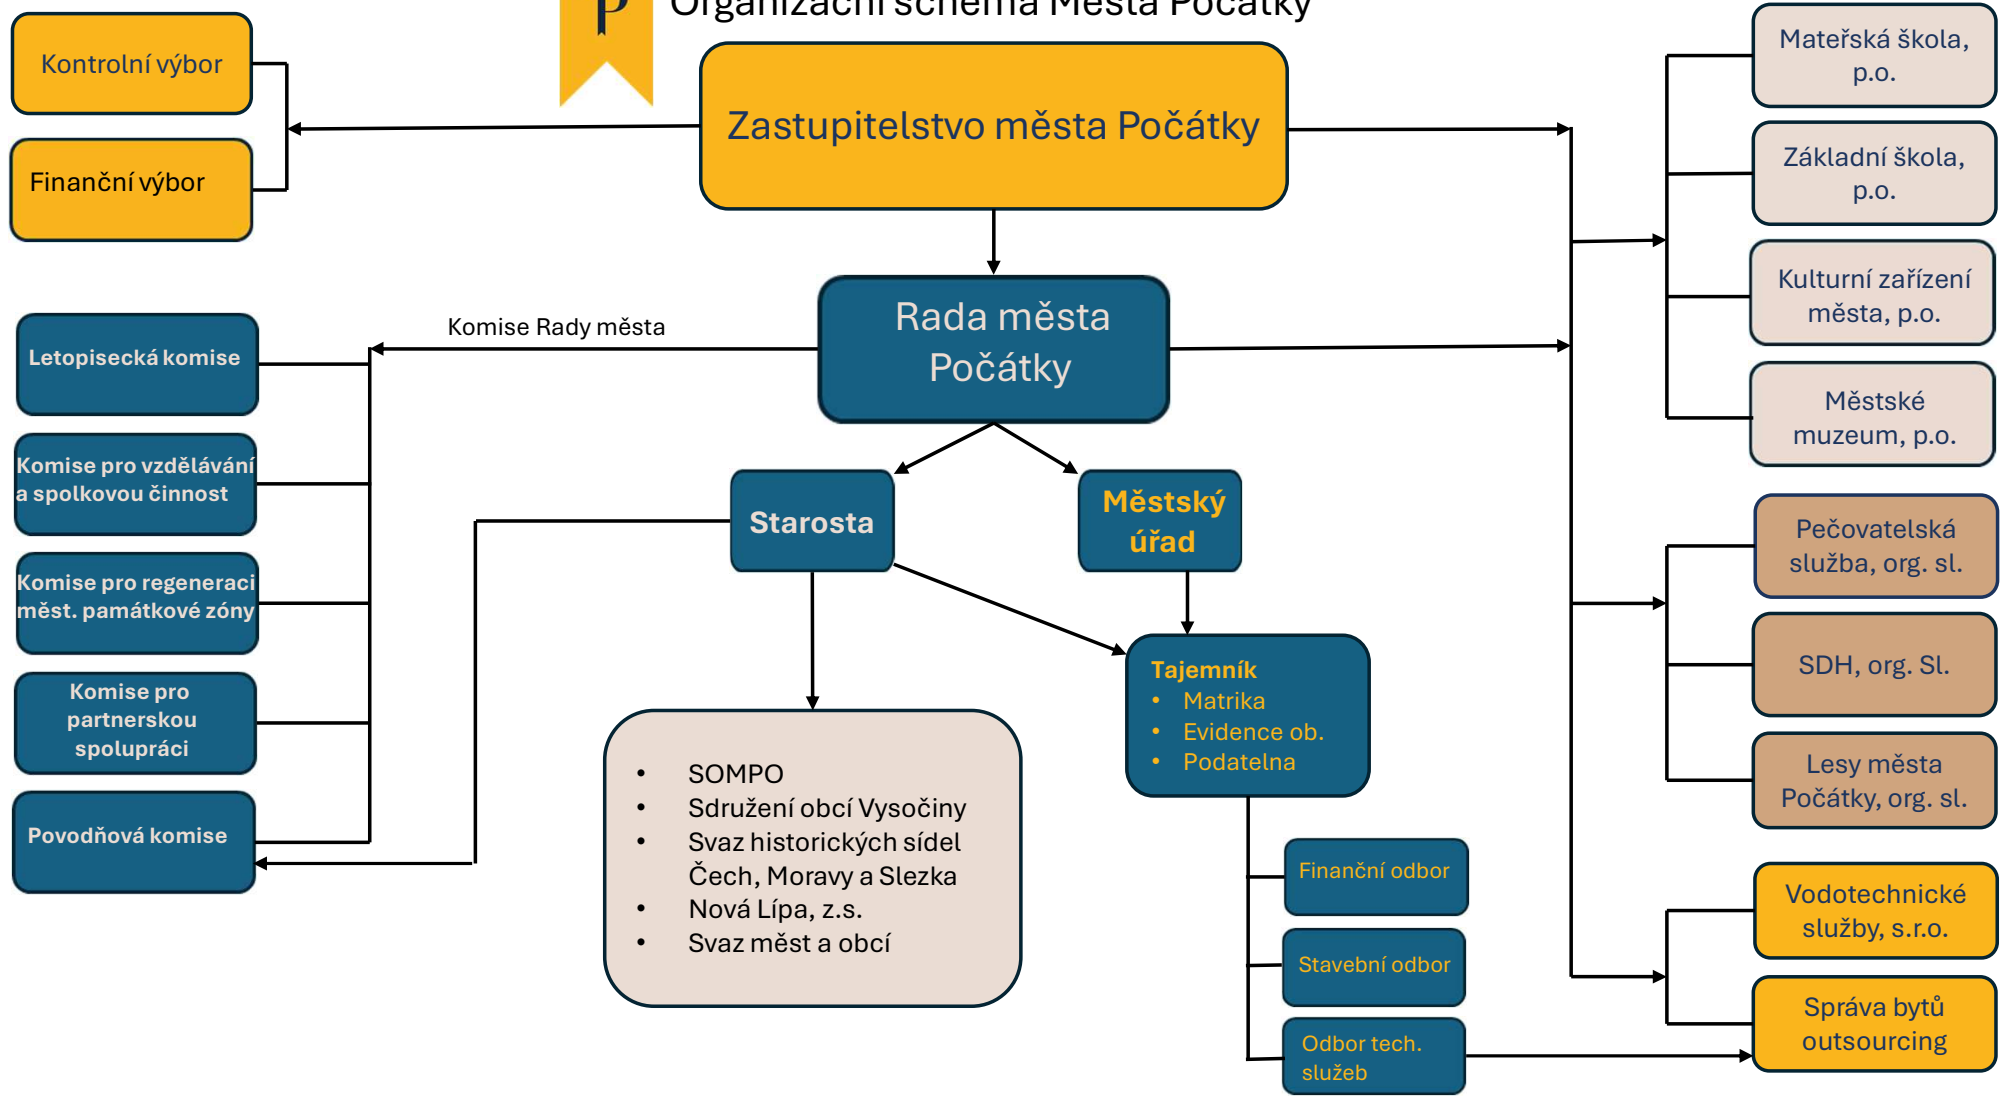 P
Organizační schéma Města Počátky
Kontrolní výbor
Finanční výbor
Zastupitelstvo města Počátky
Rada města
Počátky
Komise Rady města
Letopisecká komise
Komise pro vzdělávání
a spolkovou činnost
Komise pro regeneraci
měst. památkové zóny
Komise pro
partnerskou
spolupráci
Povodňová komise
Starosta
Městský
úřad
Tajemník
• Matrika
• Evidence ob.
• Podatelna
• SOMPO
• Sdružení obcí Vysočiny
• Svaz historických sídel
Čech, Moravy a Slezka
• Nová Lípa, z.s.
• Svaz měst a obcí
Finanční odbor
Stavební odbor
Odbor tech.
služeb
Mateřská škola,
p.o.
Základní škola,
p.o.
Kulturní zařízení
města, p.o.
Městské
muzeum, p.o.
Pečovatelská
služba, org. sl.
SDH, org. Sl.
Lesy města
Počátky, org. sl.
Vodotechnické
služby, s.r.o.
Správa bytů
outsourcing